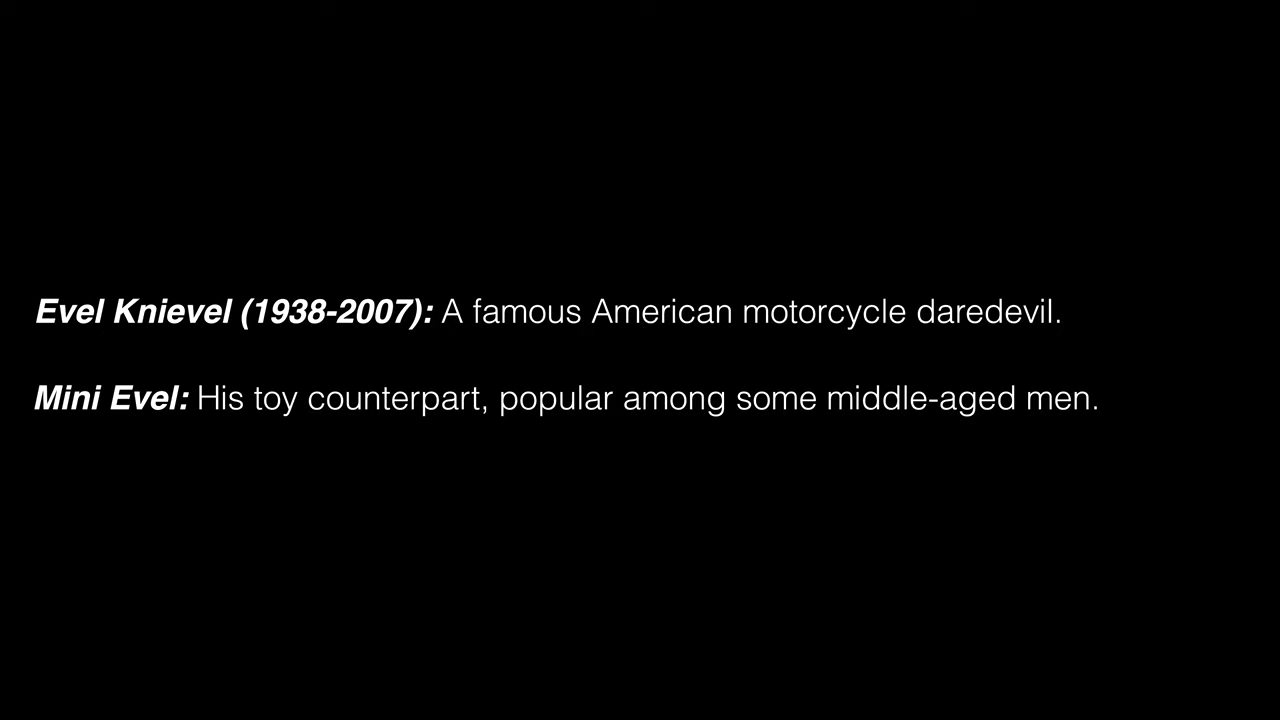 Evel Knievel (1938-2007): A famous American motorcycle daredevil.
Mini Evel: His toy counterpart, popular among some middle-aged men.